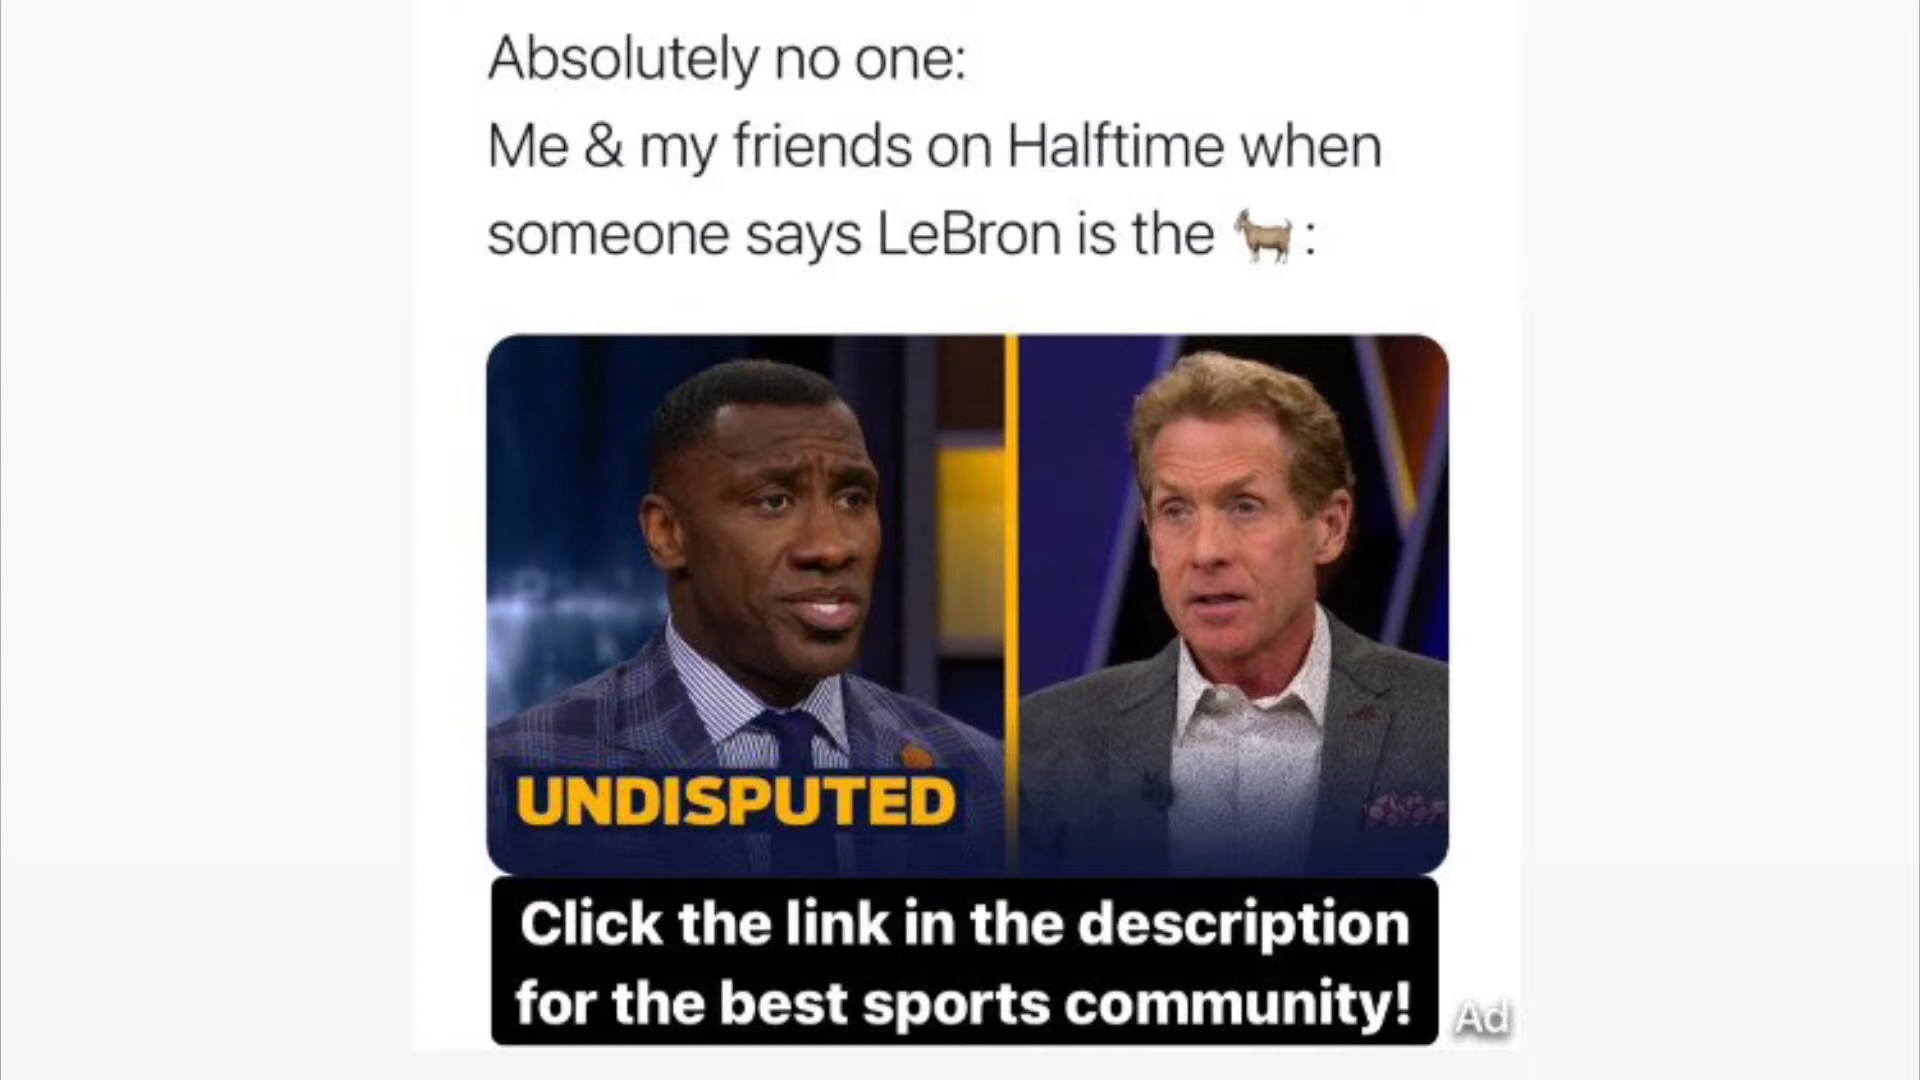 Absolutely no one:
Me & my friends on Halftime when
someone says LeBron is the 🐐:
UNDISPUTED
Click the link in the description
for the best sports community!
Ad